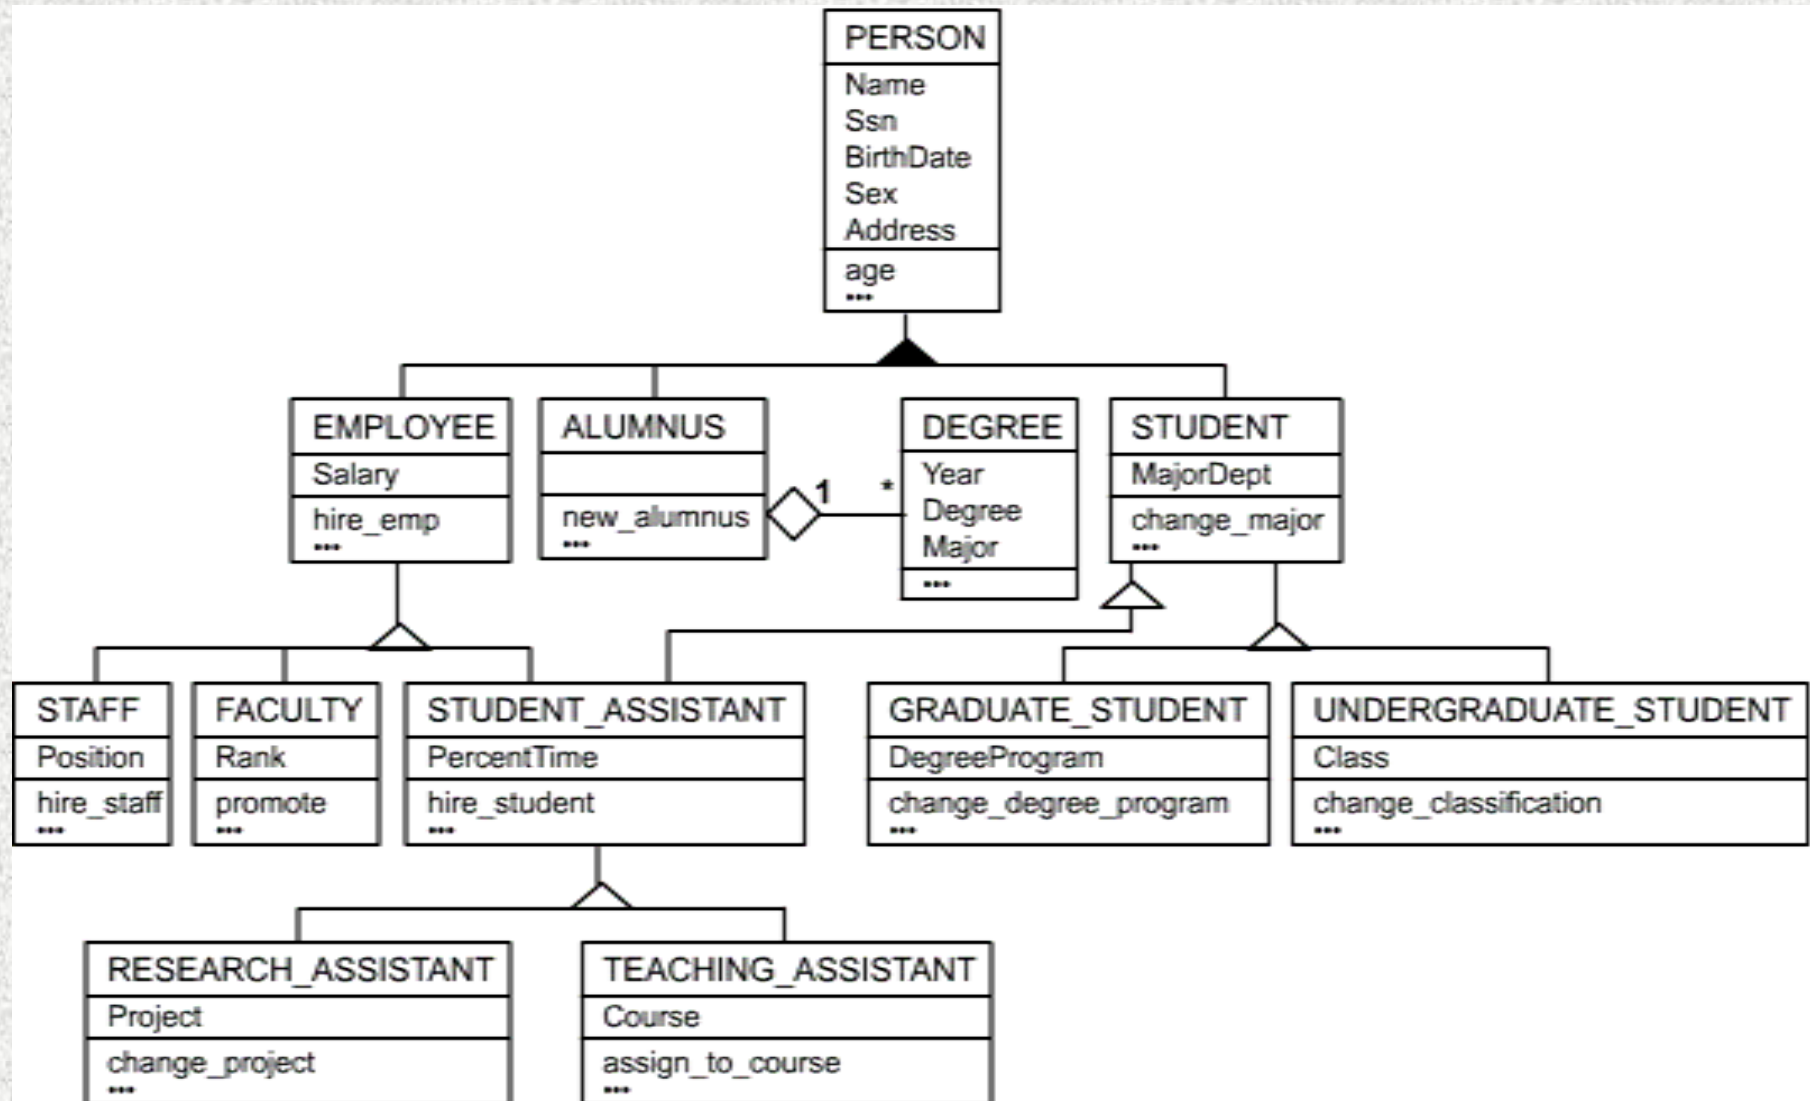 PERSON
Name
Ssn
BirthDate
Sex
Address
age
•••
EMPLOYEE
Salary
hire_emp
•••
ALUMNUS
new_alumnus
•••
1
*
DEGREE
Year
Degree
Major
•••
STUDENT
MajorDept
change_major
•••
STAFF
Position
hire_staff
•••
FACULTY
Rank
promote
•••
STUDENT_ASSISTANT
PercentTime
hire_student
•••
GRADUATE_STUDENT
DegreeProgram
change_degree_program
•••
UNDERGRADUATE_STUDENT
Class
change_classification
•••
RESEARCH_ASSISTANT
Project
change_project
•••
TEACHING_ASSISTANT
Course
assign_to_course
•••